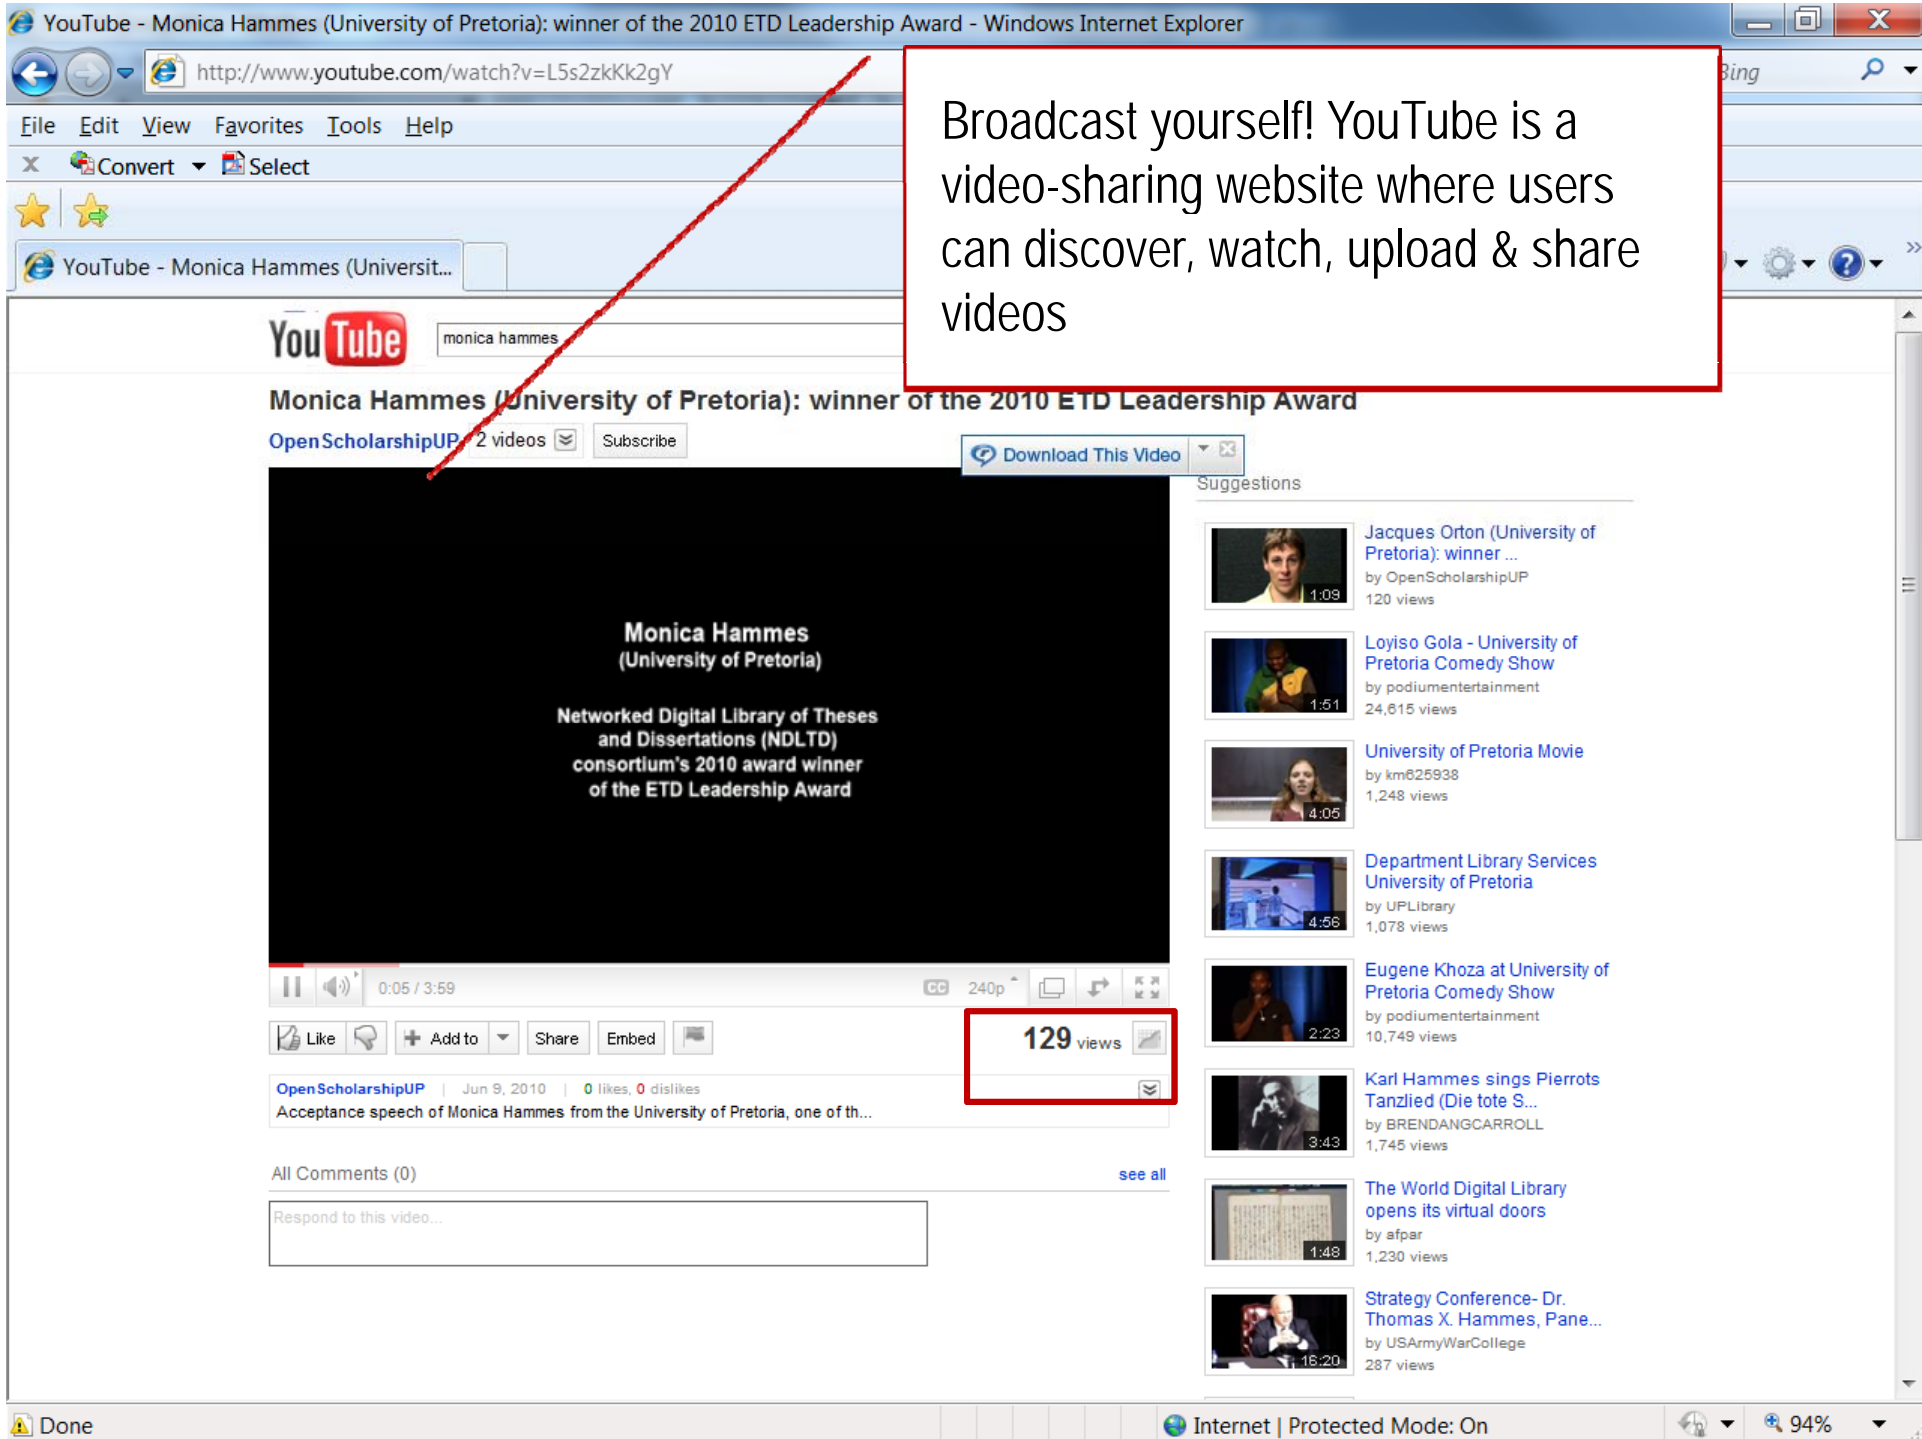 YouTube - Monica Hammes (University of Pretoria): winner of the 2010 ETD Leadership Award - Windows Internet Explorer
http://www.youtube.com/watch?v=L5s2zkKk2gY
Bing
File Edit View Favorites Tools Help
x Convert Select
YouTube - Monica Hammes (Universit...
Broadcast yourself! YouTube is a
video-sharing website where users
can discover, watch, upload & share
videos
YouTube
monica hammes
Monica Hammes (University of Pretoria): winner of the 2010 ETD Leadership Award
OpenScholarshipUP 2 videos Subscribe
Download This Video
Monica Hammes
(University of Pretoria)
Networked Digital Library of Theses
and Dissertations (NDLTD)
consortium's 2010 award winner
of the ETD Leadership Award
0:05 / 3:59
CC 240p
Like Add to Share Embed
129 views
OpenScholarshipUP | Jun 9, 2010 | 0 likes, 0 dislikes
Acceptance speech of Monica Hammes from the University of Pretoria, one of th...
All Comments (0) see all
Respond to this video...
Suggestions
1:09
Jacques Orton (University of
Pretoria): winner ...
by OpenScholarshipUP
120 views
1:51
Loyiso Gola - University of
Pretoria Comedy Show
by podiumentertainment
24,615 views
4:05
University of Pretoria Movie
by km625938
1,248 views
4:56
Department Library Services
University of Pretoria
by UPLibrary
1,078 views
2:23
Eugene Khoza at University of
Pretoria Comedy Show
by podiumentertainment
10,749 views
3:43
Karl Hammes sings Pierrots
Tanzlied (Die tote S...
by BRENDANGCARROLL
1,745 views
1:48
The World Digital Library
opens its virtual doors
by afpar
1,230 views
16:20
Strategy Conference- Dr.
Thomas X. Hammes, Pane...
by USArmyWarCollege
287 views
Done
Internet | Protected Mode: On
94%